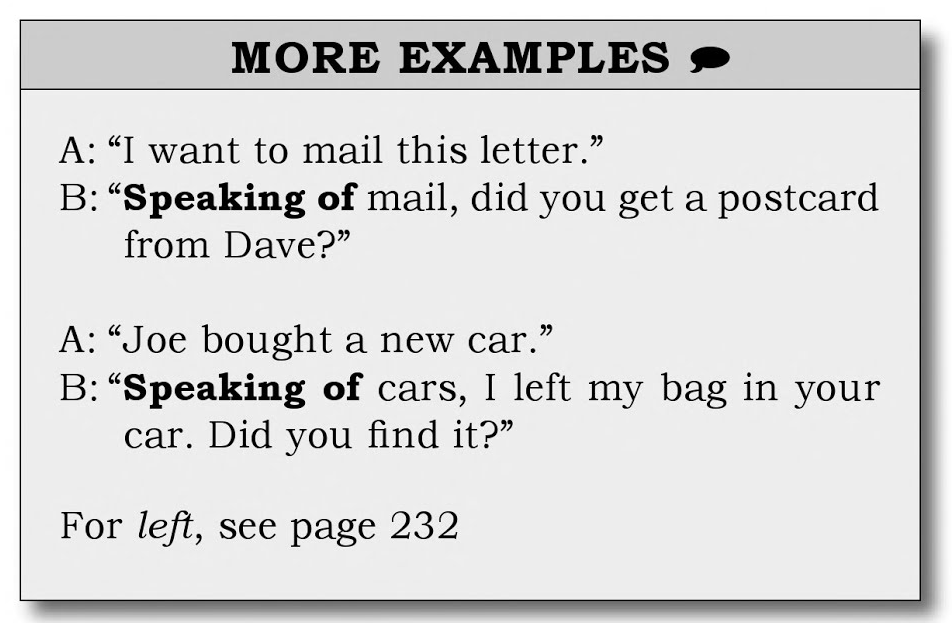 MORE EXAMPLES
A: “I want to mail this letter.”
B: “Speaking of mail, did you get a postcard
from Dave?”
A: “Joe bought a new car.”
B: “Speaking of cars, I left my bag in your
car. Did you find it?”
For left, see page 232